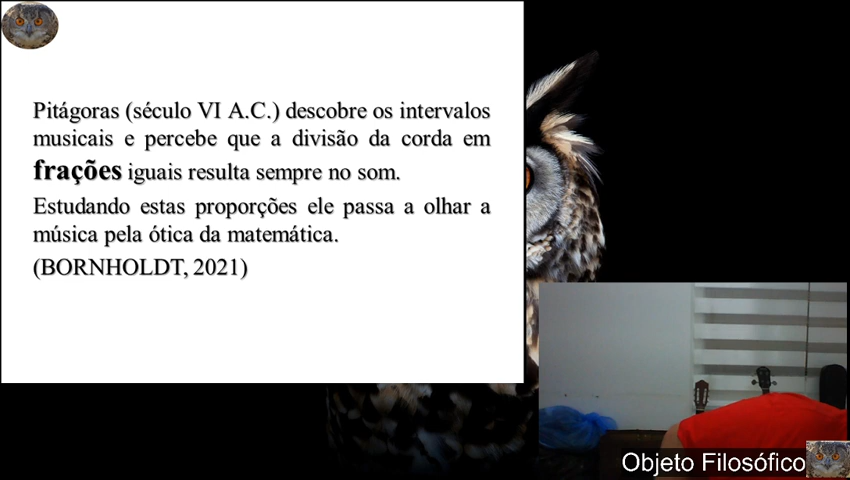 Pitágoras (século VI A.C.) descobre os intervalos
musicais e percebe que a divisão da corda em
frações iguais resulta sempre no som.
Estudando estas proporções ele passa a olhar a
música pela ótica da matemática.
(BORNHOLDT, 2021)
Objeto Filosófico